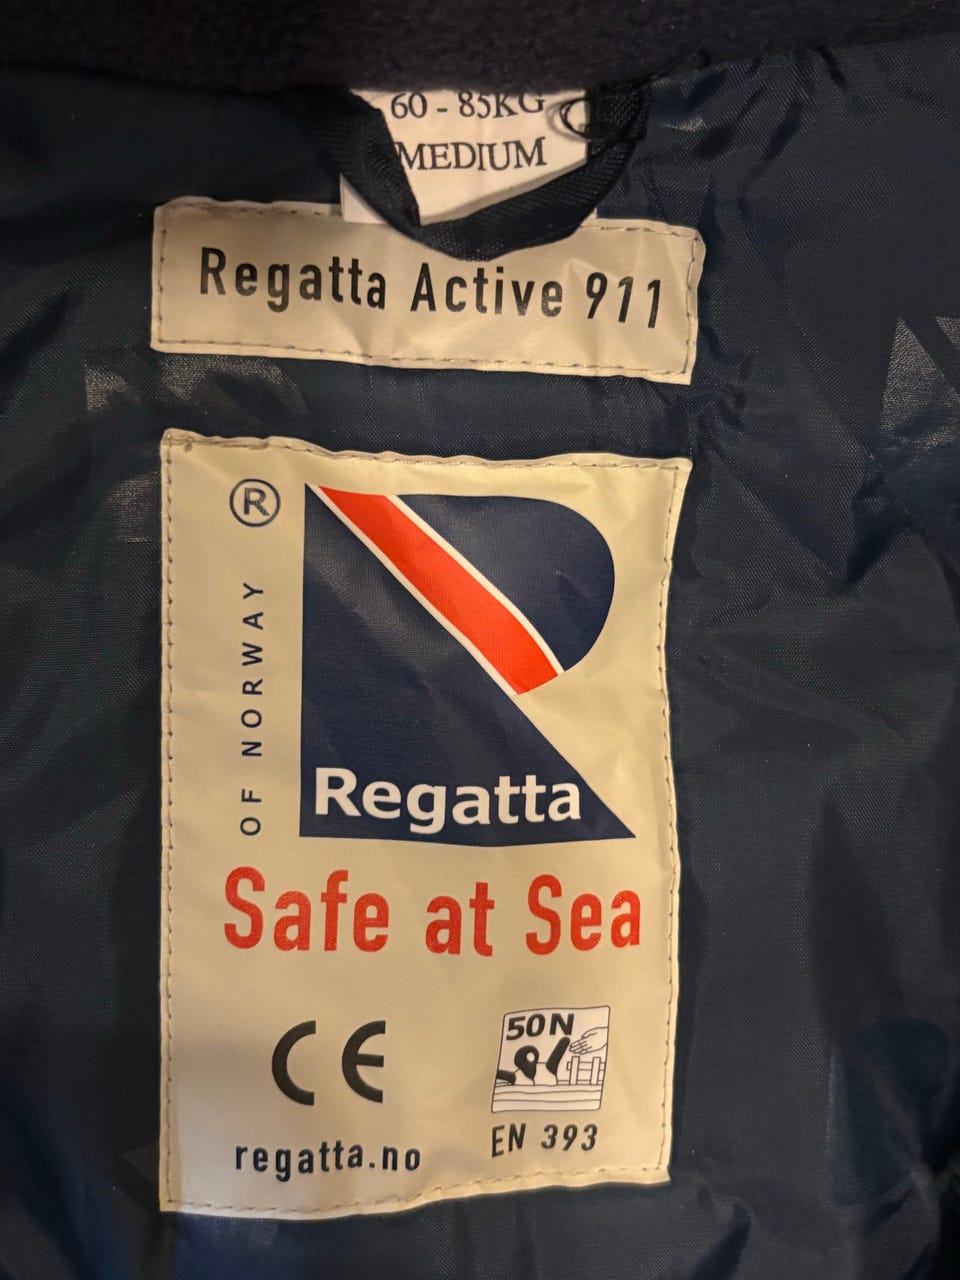 60 - 85KG
MEDIUM
Regatta Active 911
®
OF NORWAY
Regatta
Safe at Sea
CE
50N
regatta.no
EN 393